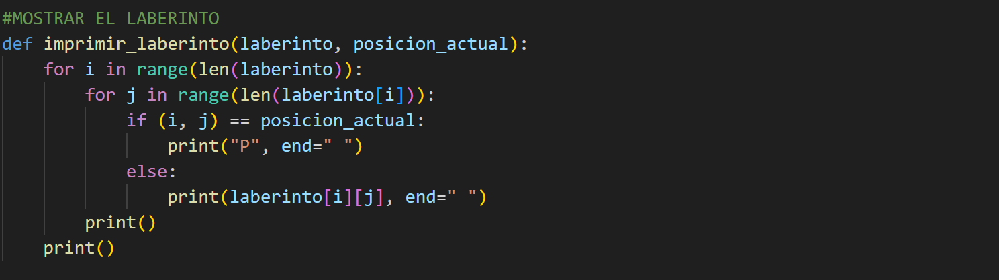 #MOSTRAR EL LABERINTO
def imprimir_laberinto(laberinto, posicion_actual):
    for i in range(len(laberinto)):
        for j in range(len(laberinto[i])):
            if (i, j) == posicion_actual:
                print("P", end=" ")
            else:
                print(laberinto[i][j], end=" ")
        print()
    print()